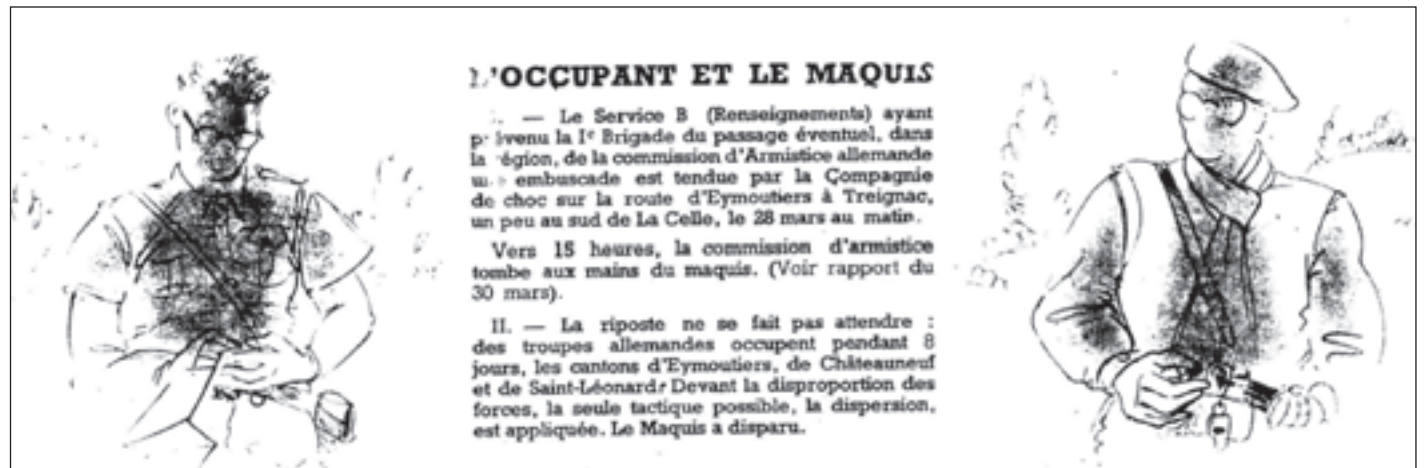 L'OCCUPANT ET LE MAQUIS
— Le Service B (Renseignements) ayant
prévenu la Iᵉ Brigade du passage éventuel, dans
la région, de la commission d'Armistice allemande
une embuscade est tendue par la Compagnie
de choc sur la route d'Eymoutiers à Treignac,
un peu au sud de La Celle, le 28 mars au matin.
Vers 15 heures, la commission d'armistice
tombe aux mains du maquis. (Voir rapport du
30 mars).
II. — La riposte ne se fait pas attendre :
des troupes allemandes occupent pendant 8
jours, les cantons d'Eymoutiers, de Châteauneuf
et de Saint-Léonard. Devant la disproportion des
forces, la seule tactique possible, la dispersion,
est appliquée. Le Maquis a disparu.